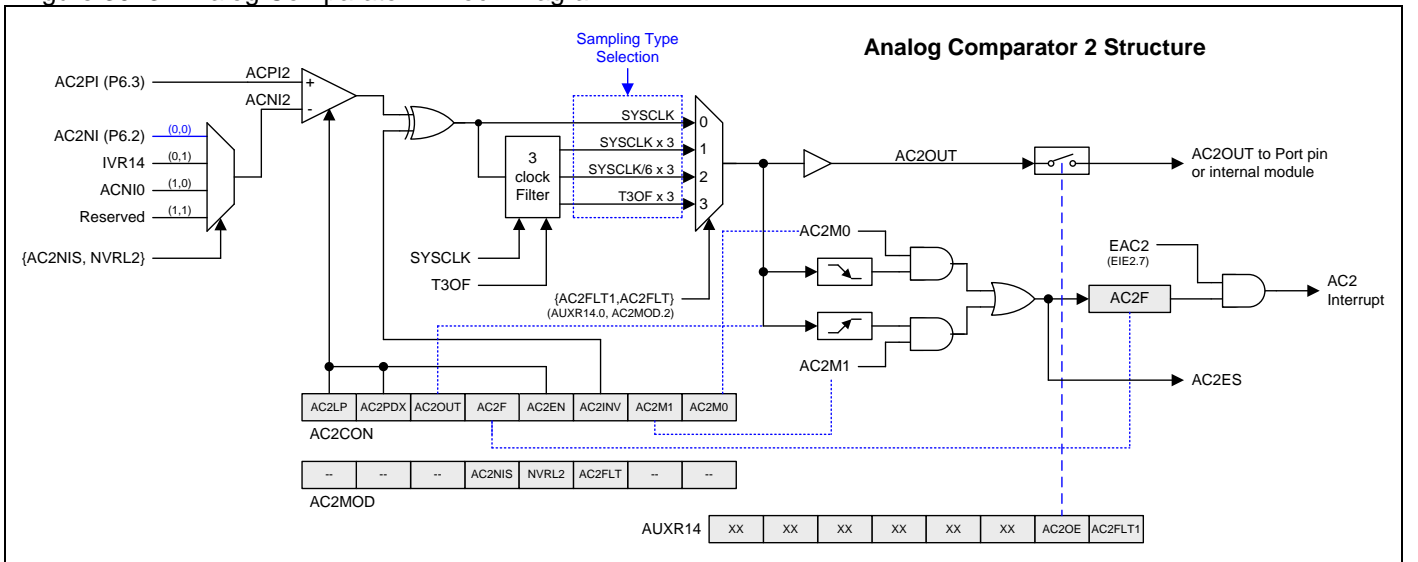 Analog Comparator 2 Structure
Sampling Type
Selection
AC2PI (P6.3)
ACPI2
+
ACNI2
-
AC2NI (P6.2)
(0,0)
IVR14
(0,1)
ACNI0
(1,0)
Reserved
(1,1)
{AC2NIS, NVRL2}
3
clock
Filter
SYSCLK
T3OF
SYSCLK
0
SYSCLK x 3
1
SYSCLK/6 x 3
2
T3OF x 3
3
{AC2FLT1,AC2FLT}
(AUXR14.0, AC2MOD.2)
AC2OUT
AC2OUT to Port pin
or internal module
AC2M0
AC2M1
EAC2
(EIE2.7)
AC2F
AC2
Interrupt
AC2ES
AC2LP AC2PDX AC2OUT AC2F AC2EN AC2INV AC2M1 AC2M0
AC2CON
-- -- -- AC2NIS NVRL2 AC2FLT -- --
AC2MOD
AUXR14 XX XX XX XX XX XX AC2OE AC2FLT1